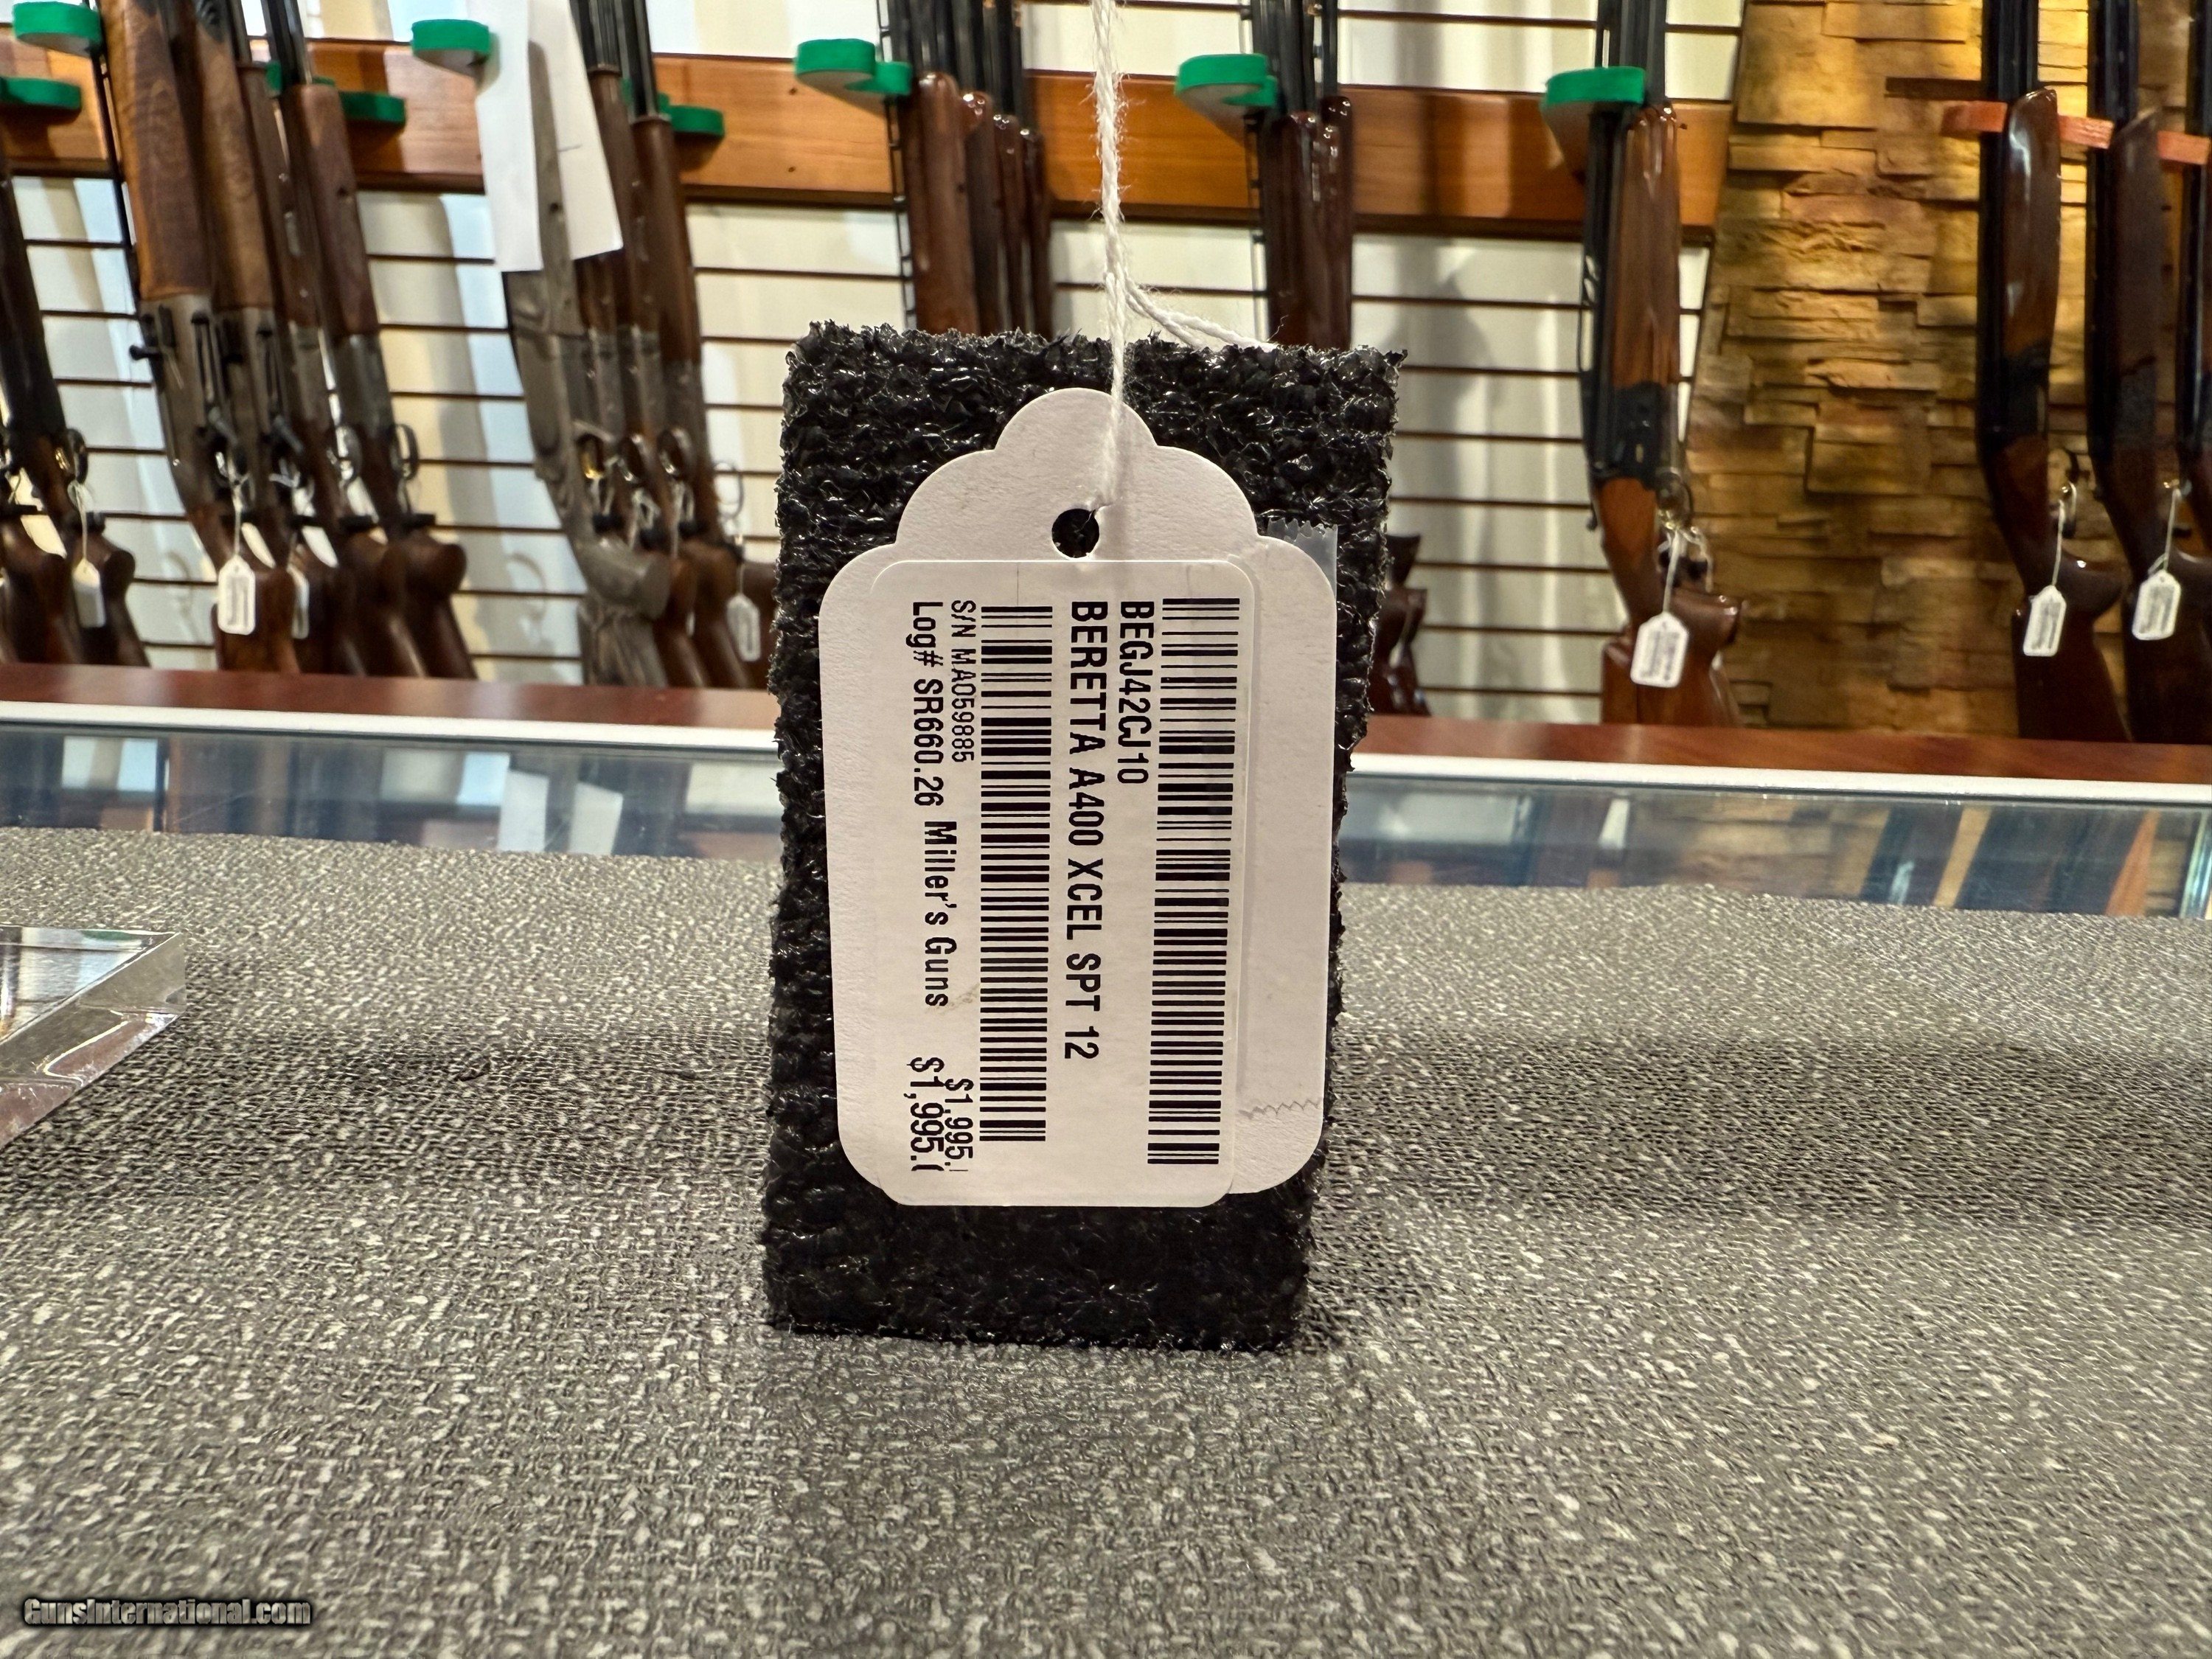 BEGJ42CJ10
BERETTA A400 XCEL SPT 12
S/N MA059885 $1,995.
Log# SR660.26 Miller's Guns $1,995.(
GunsInternational.com